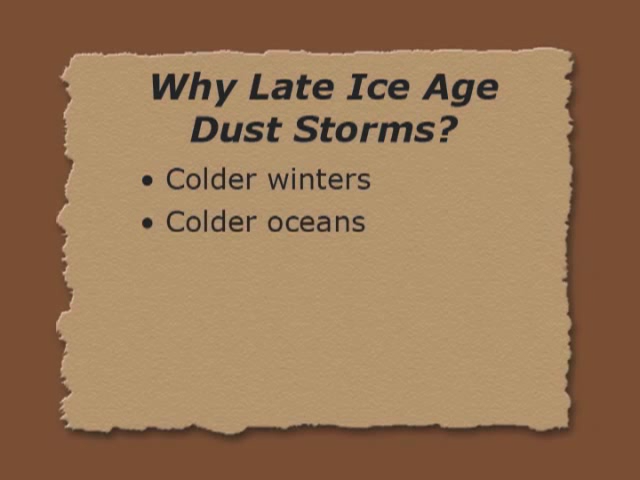 Why Late Ice Age
Dust Storms?
• Colder winters
• Colder oceans